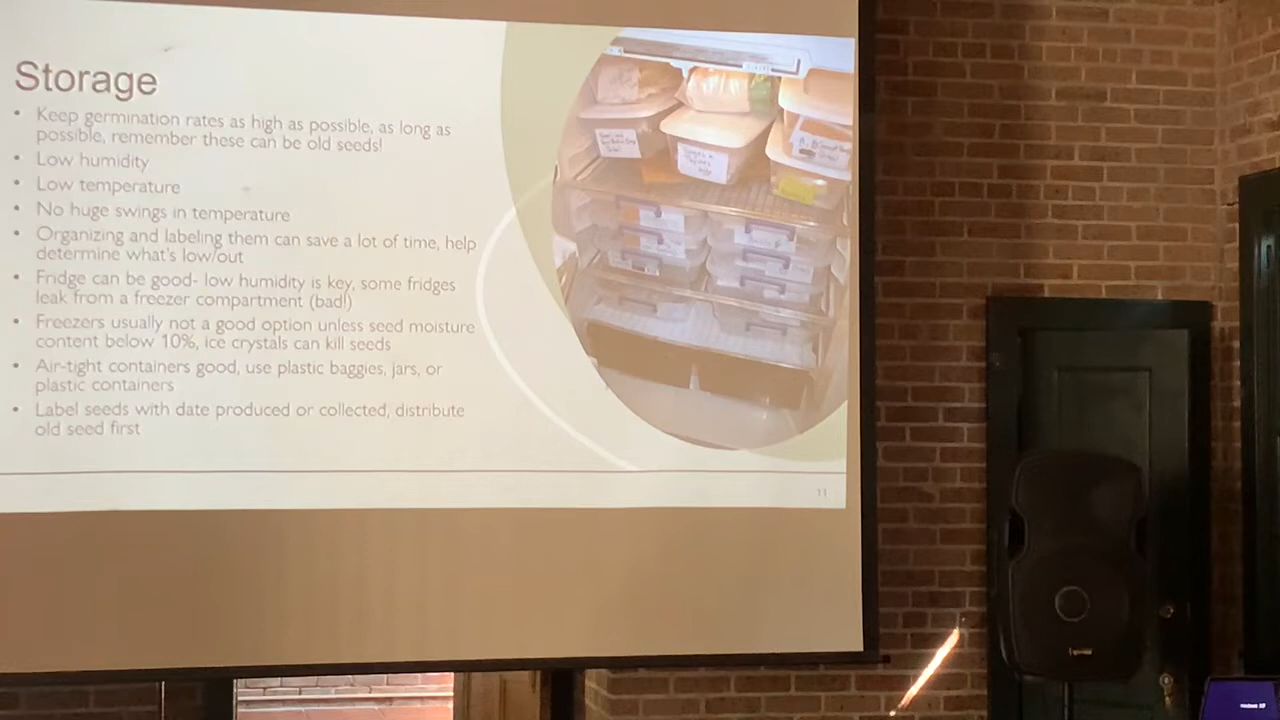 Storage
• Keep germination rates as high as possible, as long as
possible, remember these can be old seeds!
• Low humidity
• Low temperature
• No huge swings in temperature
• Organizing and labeling them can save a lot of time, help
determine what's low/out
• Fridge can be good- low humidity is key, some fridges
leak from a freezer compartment (bad!)
• Freezers usually not a good option unless seed moisture
content below 10%, ice crystals can kill seeds
• Air-tight containers good, use plastic baggies, jars, or
plastic containers
• Label seeds with date produced or collected, distribute
old seed first
11